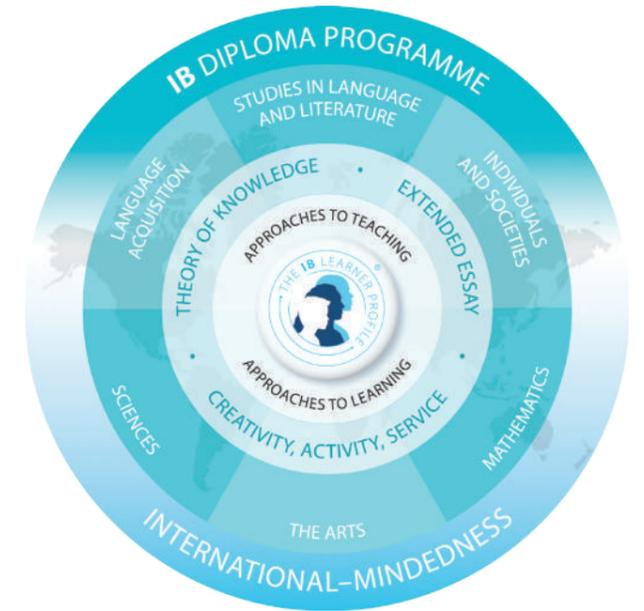 IB DIPLOMA PROGRAMME
STUDIES IN LANGUAGE
AND LITERATURE
LANGUAGE
ACQUISITION
INDIVIDUALS
AND SOCIETIES
THEORY OF KNOWLEDGE
EXTENDED ESSAY
APPROACHES TO TEACHING
THE IB LEARNER PROFILE
®
APPROACHES TO LEARNING
CREATIVITY, ACTIVITY, SERVICE
SCIENCES
MATHEMATICS
THE ARTS
INTERNATIONAL–MINDEDNESS